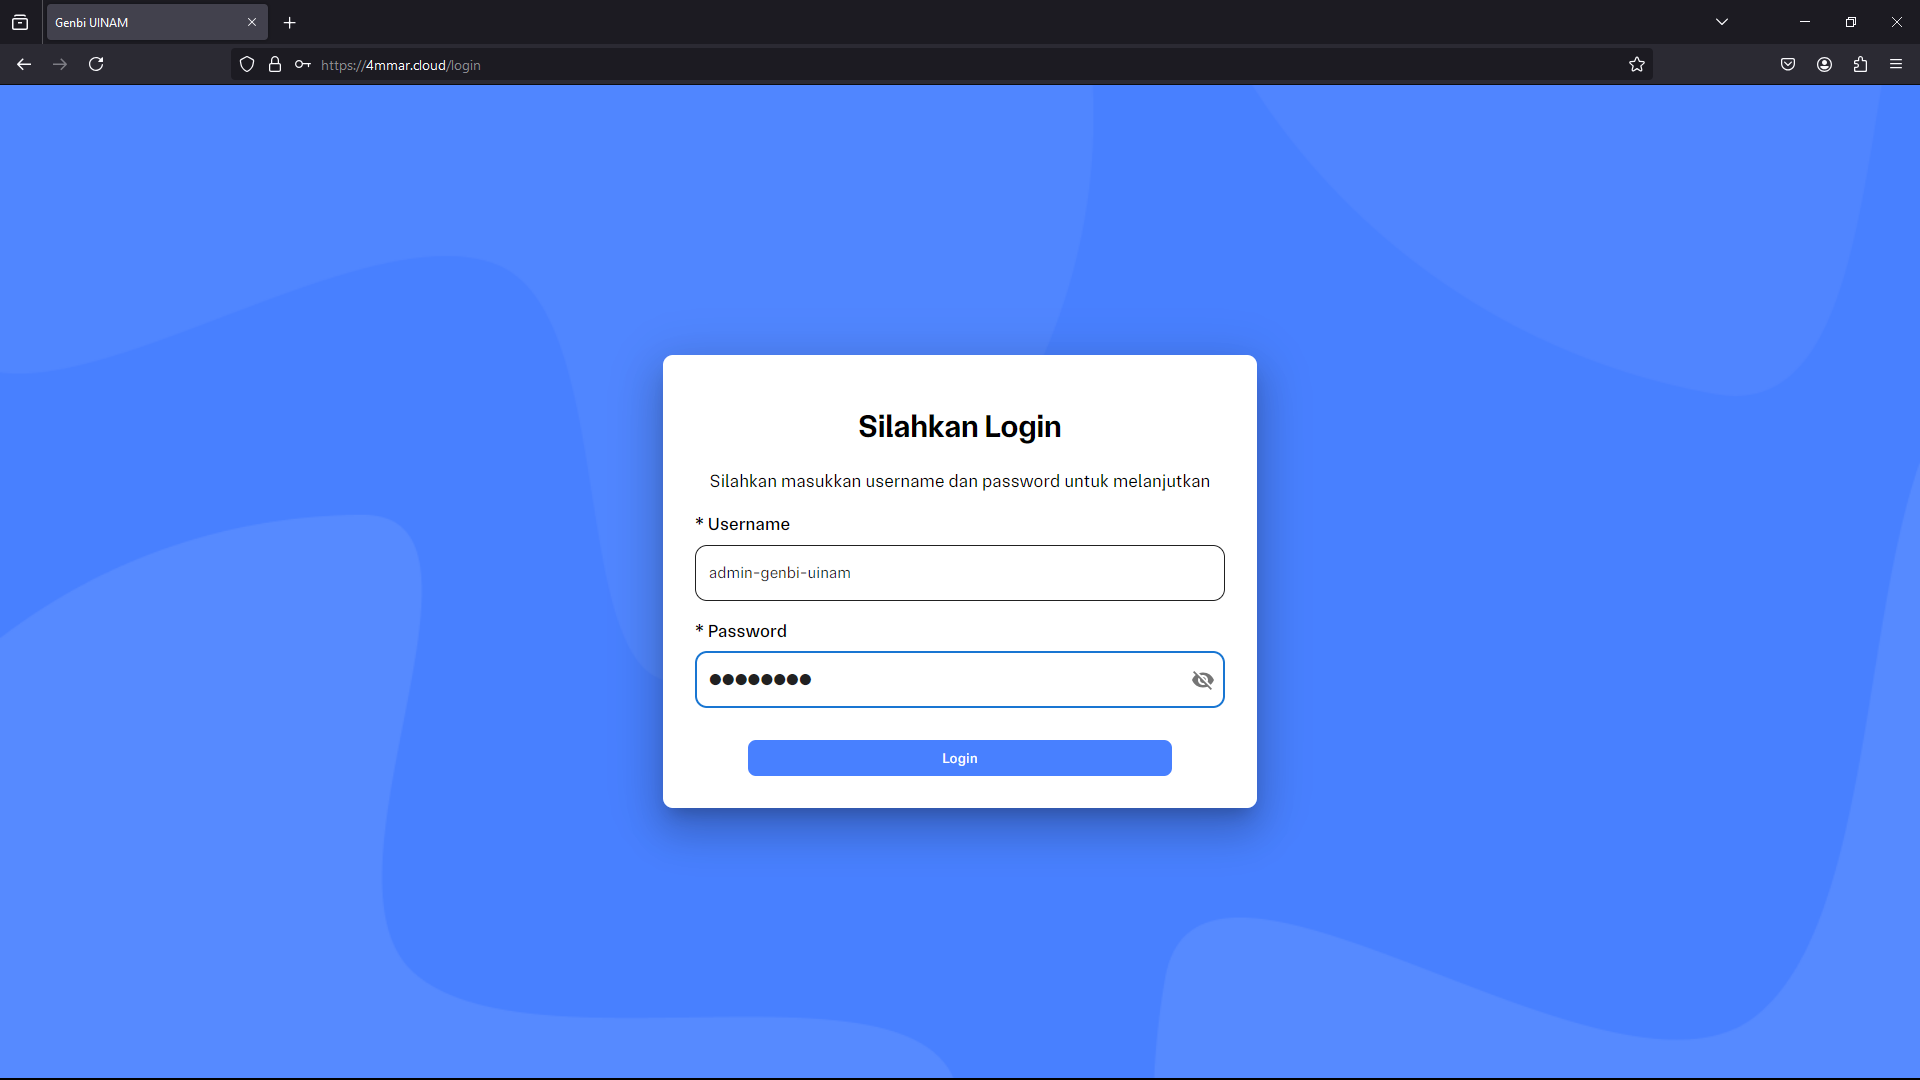 Genbi UINAM
https://4mmar.cloud/login
Silahkan Login
Silahkan masukkan username dan password untuk melanjutkan
* Username
admin-genbi-uinam
* Password
●●●●●●●●
Login